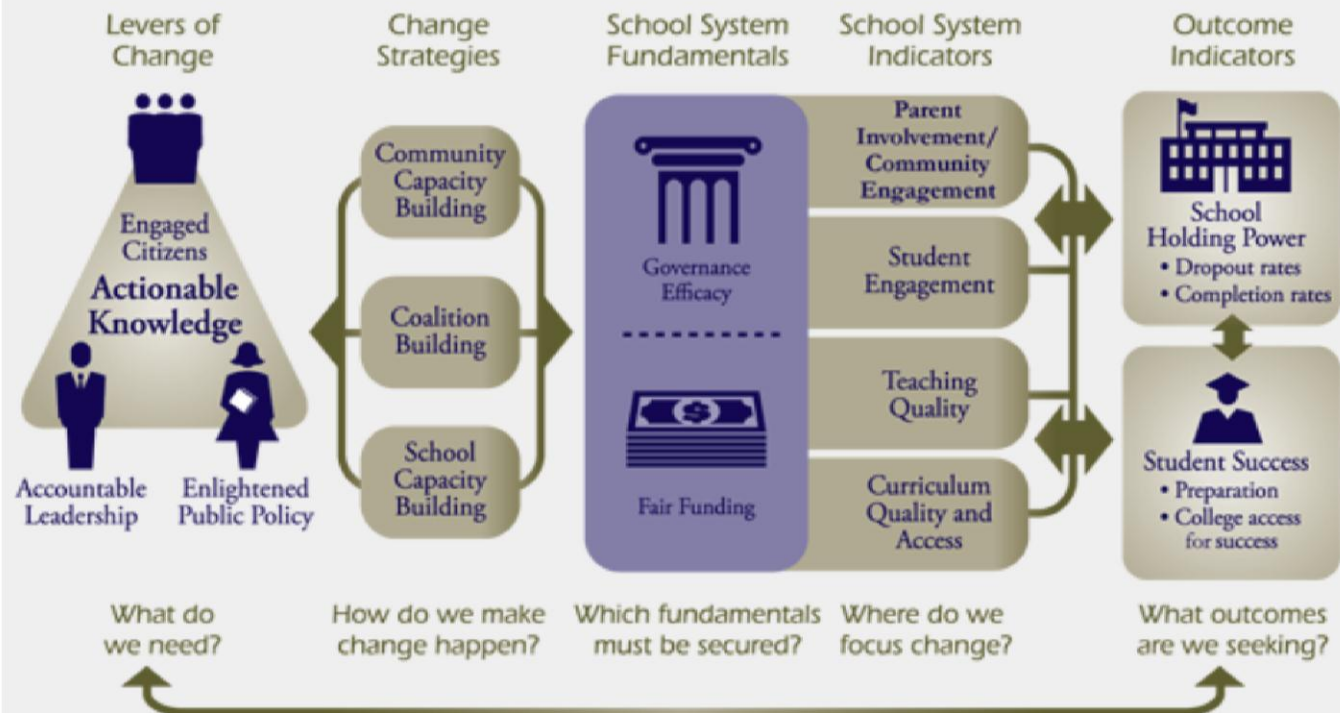 Levers of
Change
Engaged
Citizens
Actionable
Knowledge
Accountable
Leadership
Enlightened
Public Policy
What do
we need?
Change
Strategies
Community
Capacity
Building
Coalition
Building
School
Capacity
Building
How do we make
change happen?
School System
Fundamentals
Governance
Efficacy
Fair Funding
Which fundamentals
must be secured?
School System
Indicators
Parent
Involvement/
Community
Engagement
Student
Engagement
Teaching
Quality
Curriculum
Quality and
Access
Where do we
focus change?
Outcome
Indicators
School
Holding Power
• Dropout rates
• Completion rates
Student Success
• Preparation
• College access
for success
What outcomes
are we seeking?